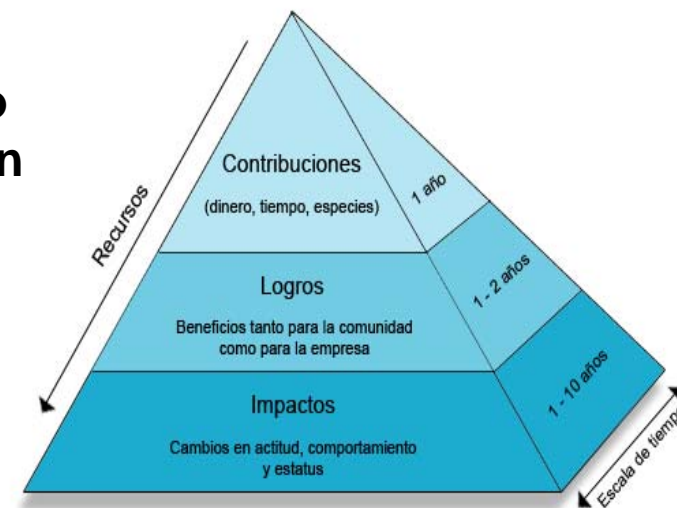 o
n
Recursos
Contribuciones
(dinero, tiempo, especies)
1 año
Logros
Beneficios tanto para la comunidad
como para la empresa
1 - 2 años
Impactos
Cambios en actitud, comportamiento
y estatus
1 - 10 años
Escala de tiempo